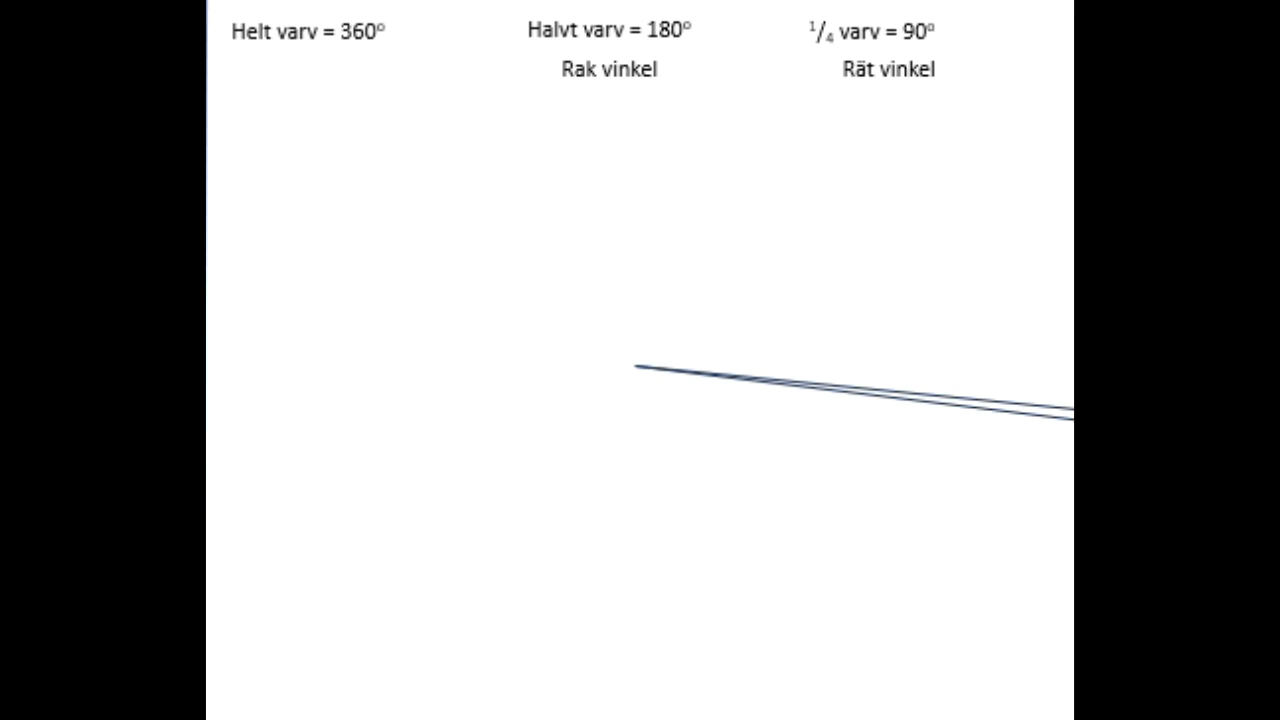 Helt varv = 360°
Halvt varv = 180°
Rak vinkel
¹/₄ varv = 90°
Rät vinkel